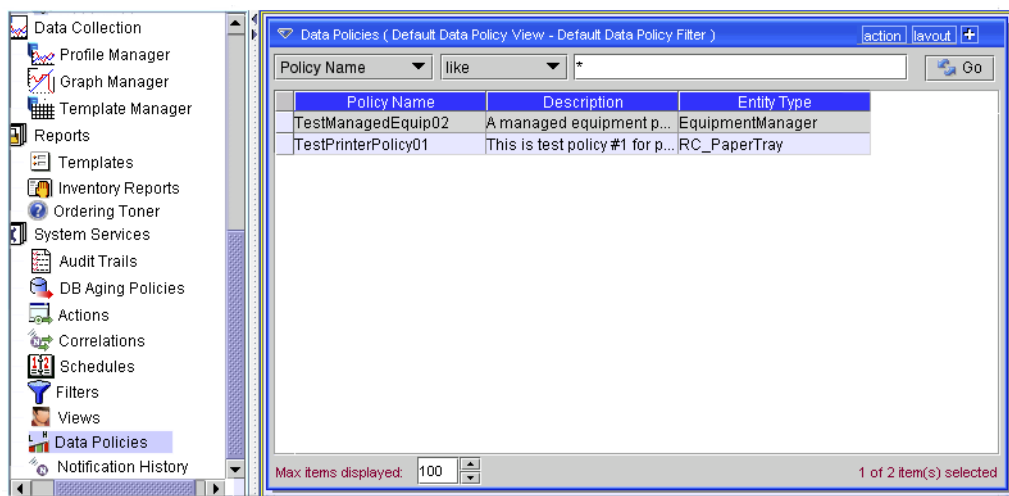 Data Collection
Profile Manager
Graph Manager
Template Manager
Reports
Templates
Inventory Reports
Ordering Toner
System Services
Audit Trails
DB Aging Policies
Actions
Correlations
Schedules
Filters
Views
Data Policies
Notification History
Data Policies ( Default Data Policy View - Default Data Policy Filter )
action layout
Policy Name like * Go
Policy Name Description Entity Type
TestManagedEquip02 A managed equipment p... EquipmentManager
TestPrinterPolicy01 This is test policy #1 for p... RC_PaperTray
Max items displayed: 100 1 of 2 item(s) selected